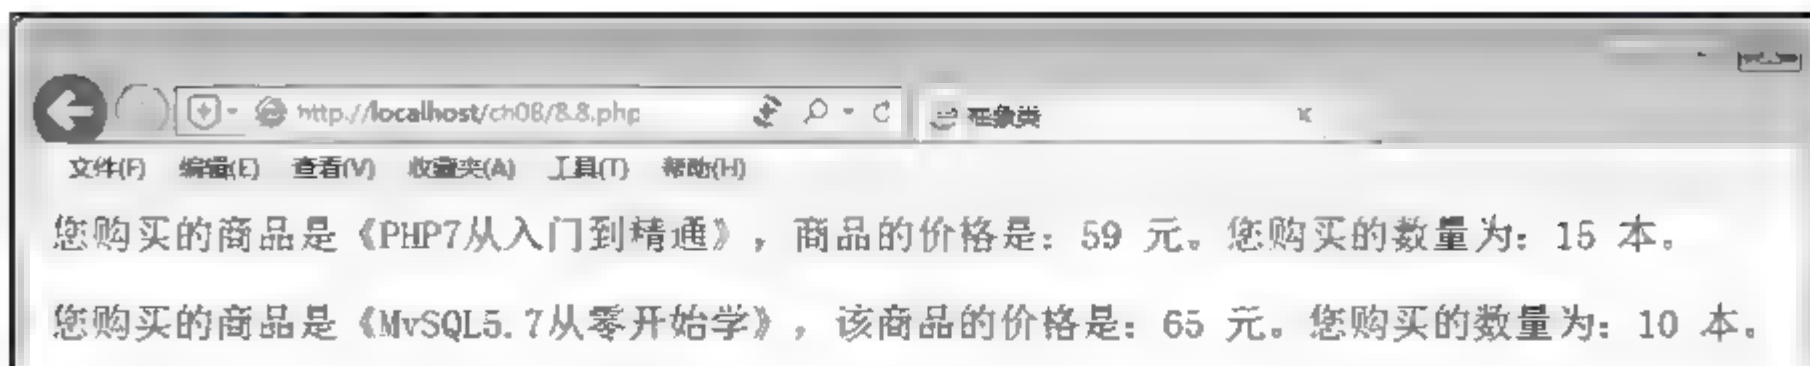 http://localhost/ch08/8.8.php
文件(F) 编辑(E) 查看(V) 收藏夹(A) 工具(T) 帮助(H)
您购买的商品是《PHP7从入门到精通》，商品的价格是：59 元。您购买的数量为：15 本。
您购买的商品是《MySQL5.7从零开始学》，该商品的价格是：65 元。您购买的数量为：10 本。